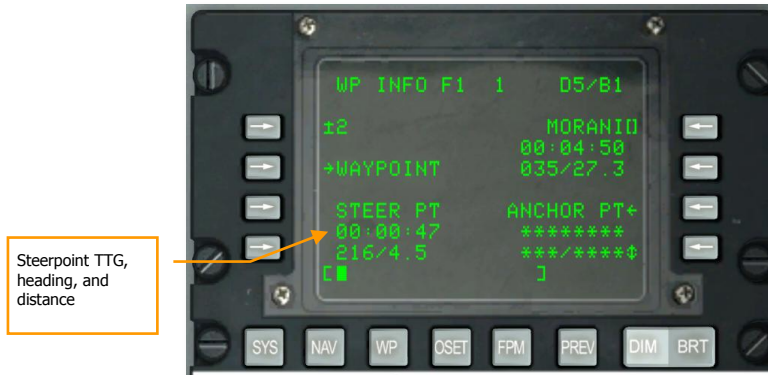 WP INFO F1 1 D5/B1
±2 MORANI[]
00:04:50
→WAYPOINT 035/27.3
STEER PT ANCHOR PT←
00:00:47 ********
216/4.5 ***/****↕
[ ]
Steerpoint TTG,
heading, and
distance
SYS NAV WP OSET FPM PREV DIM BRT